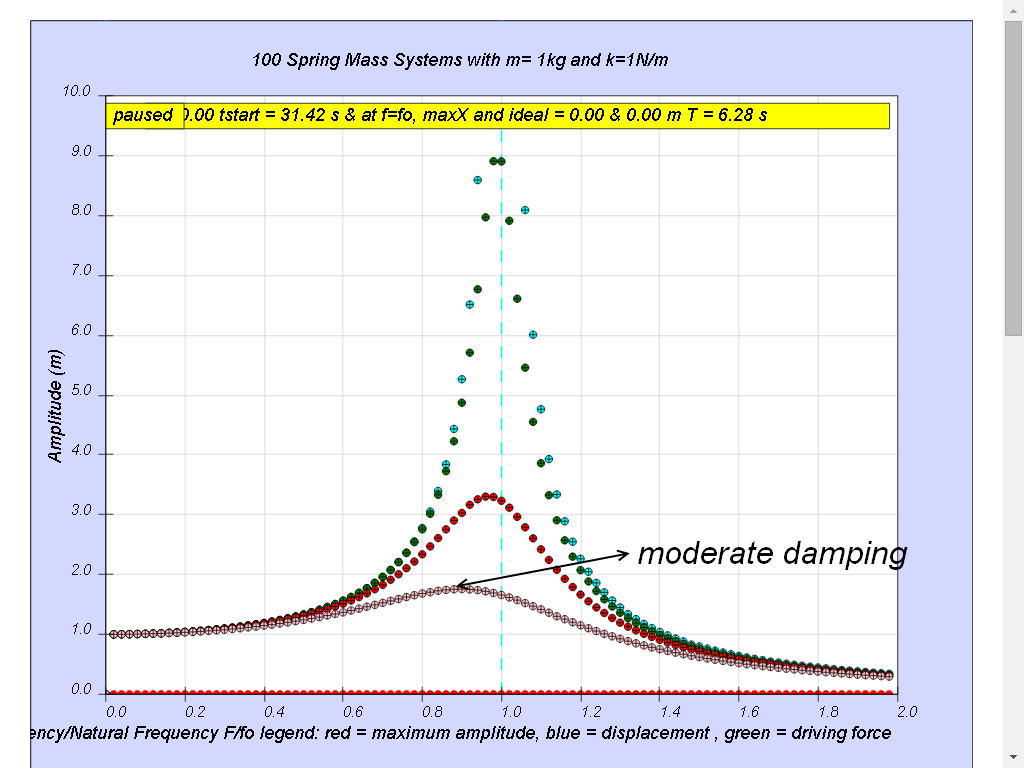 100 Spring Mass Systems with m= 1kg and k=1N/m
10.0
paused 0.00 tstart = 31.42 s & at f=fo, maxX and ideal = 0.00 & 0.00 m T = 6.28 s
9.0
8.0
7.0
6.0
5.0
4.0
3.0
2.0
1.0
0.0
Amplitude (m)
moderate damping
0.0 0.2 0.4 0.6 0.8 1.0 1.2 1.4 1.6 1.8 2.0
ency/Natural Frequency F/fo legend: red = maximum amplitude, blue = displacement , green = driving force